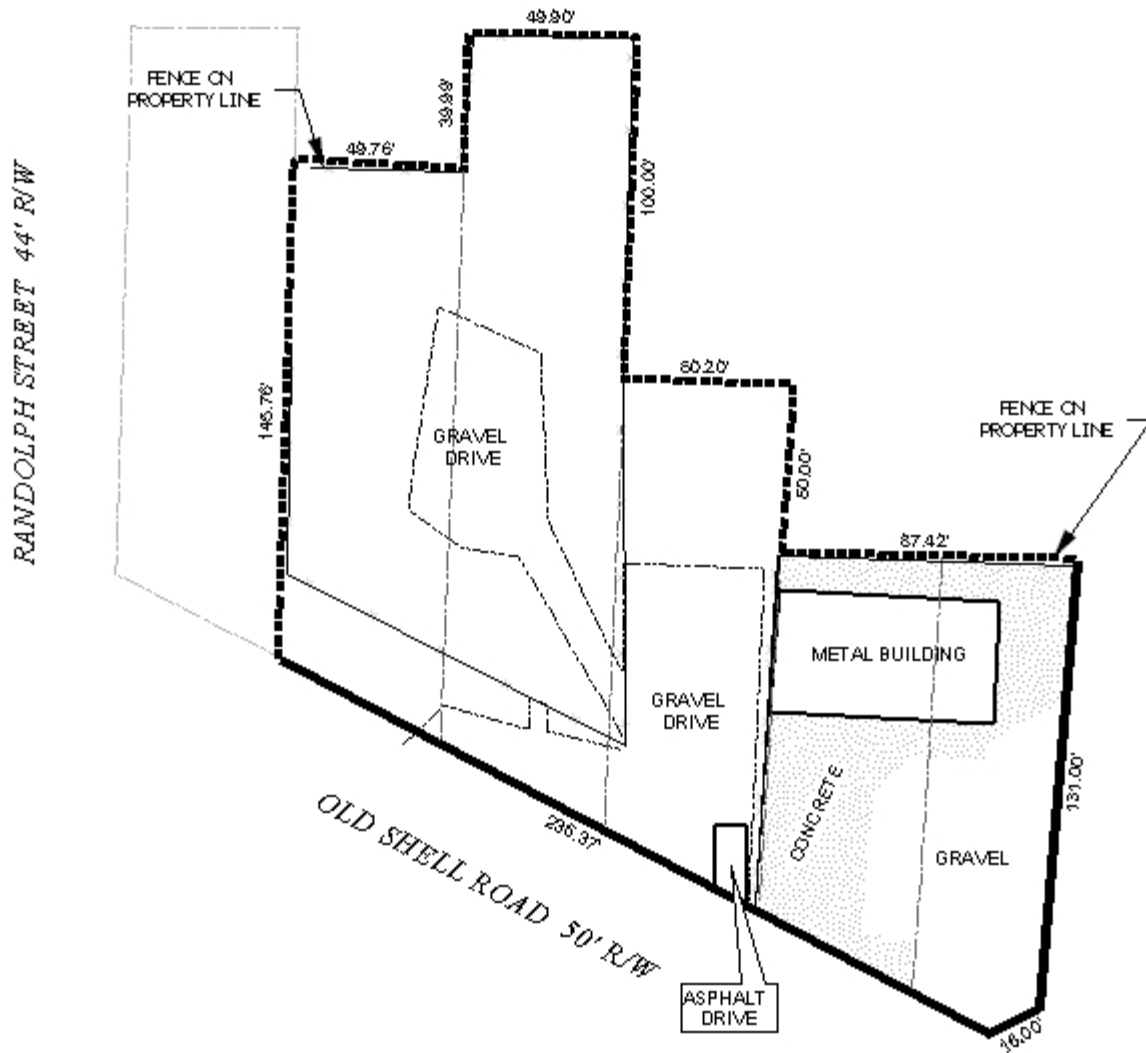 49.90'
FENCE ON
PROPERTY LINE
39.99'
49.76'
100.00'
RANDOLPH STREET 44' R/W
145.76'
50.20'
FENCE ON
PROPERTY LINE
GRAVEL
DRIVE
50.00'
87.42'
METAL BUILDING
GRAVEL
DRIVE
CONCRETE
131.00'
OLD SHELL ROAD 50' R/W
235.37'
GRAVEL
ASPHALT
DRIVE
16.00'